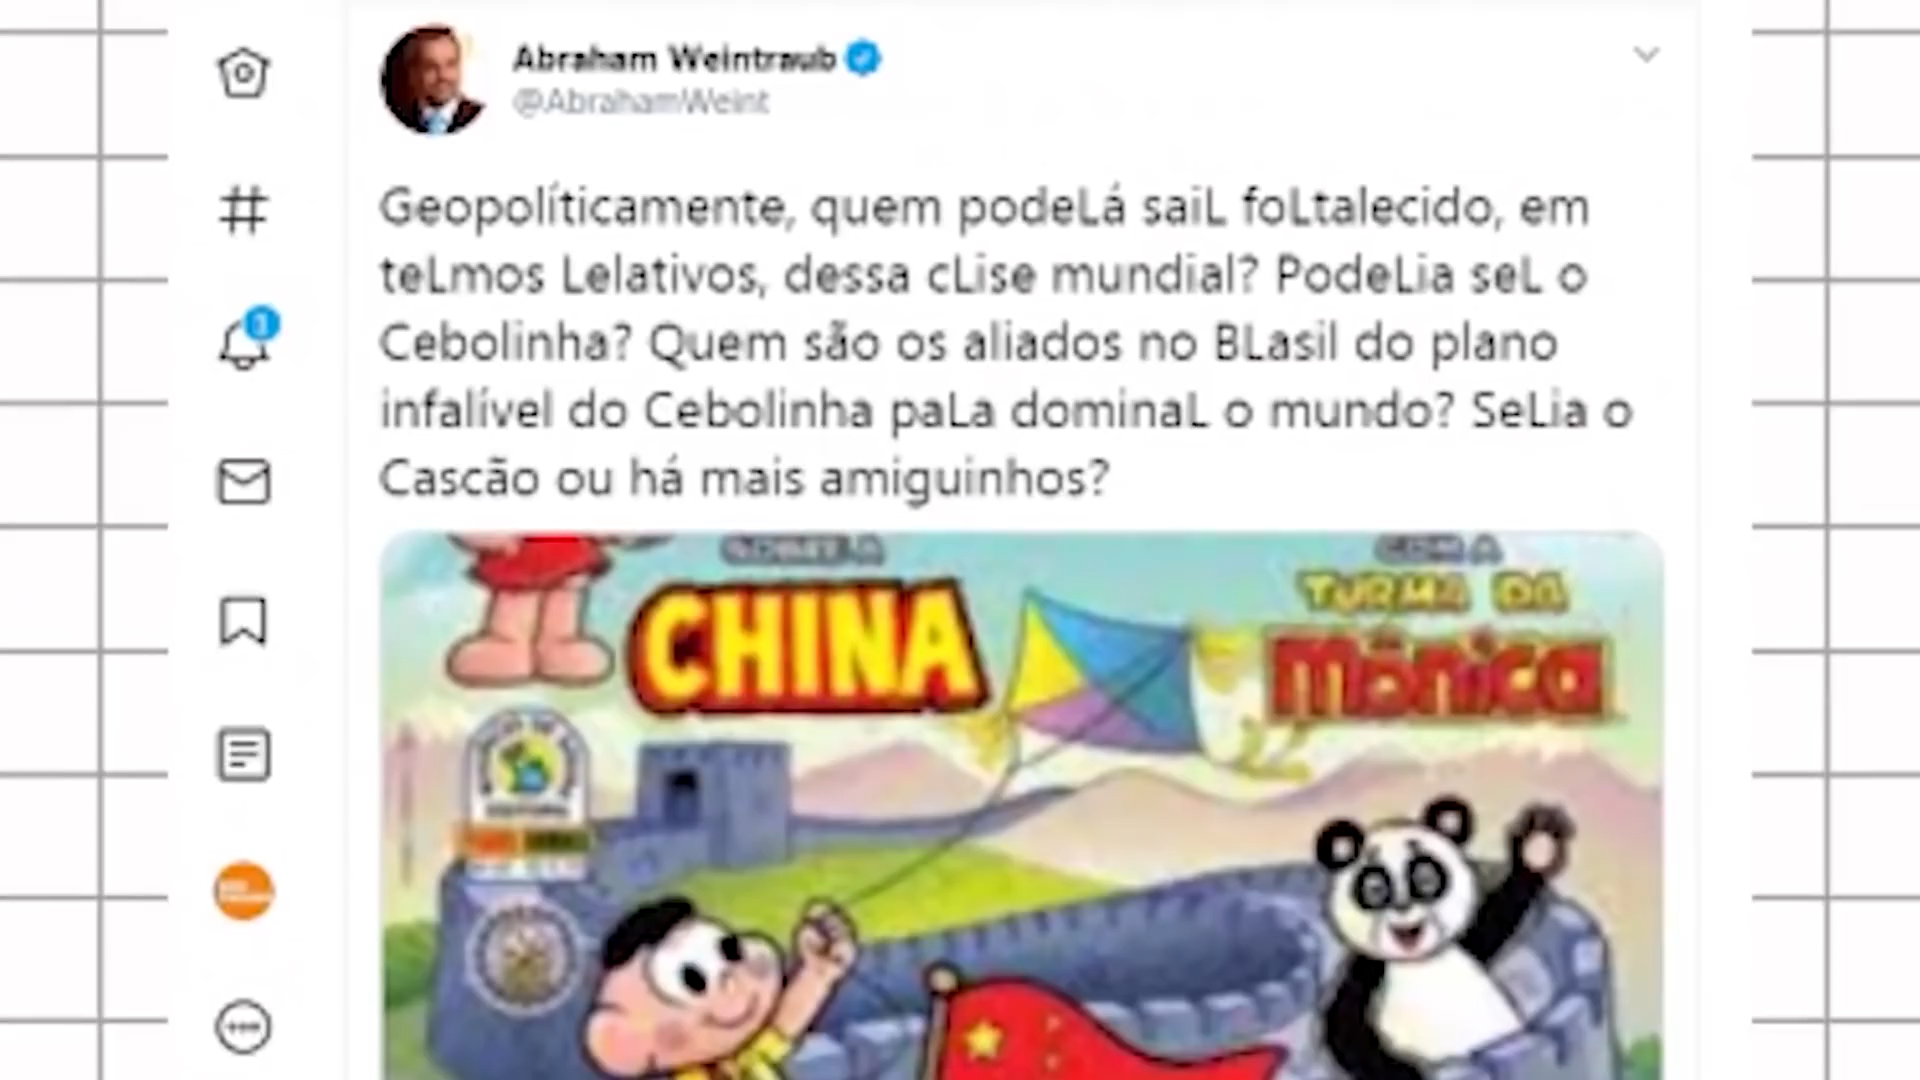 Abraham Weintraub
@AbrahamWeint
Geopolíticamente, quem podeLá saiL foLtalecido, em
teLmos Lelativos, dessa cLise mundial? PodeLia seL o
Cebolinha? Quem são os aliados no BLasil do plano
infalível do Cebolinha paLa dominaL o mundo? SeLia o
Cascão ou há mais amiguinhos?
SOBRE A
CHINA
COM A
TURMA DA
Mônica